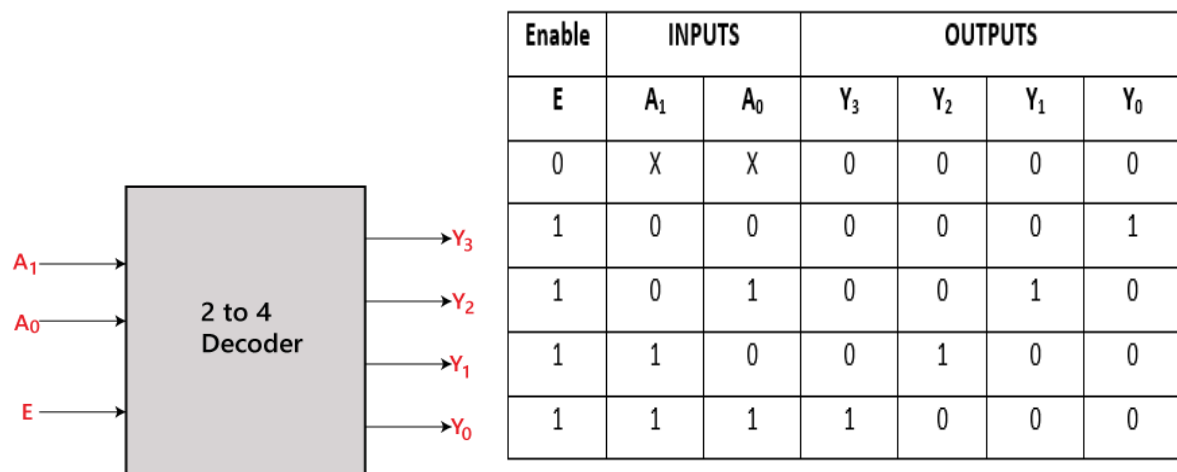 A₁
A₀
E
2 to 4
Decoder
Y₃
Y₂
Y₁
Y₀
Enable INPUTS OUTPUTS
E A₁ A₀ Y₃ Y₂ Y₁ Y₀
0 X X 0 0 0 0
1 0 0 0 0 0 1
1 0 1 0 0 1 0
1 1 0 0 1 0 0
1 1 1 1 0 0 0